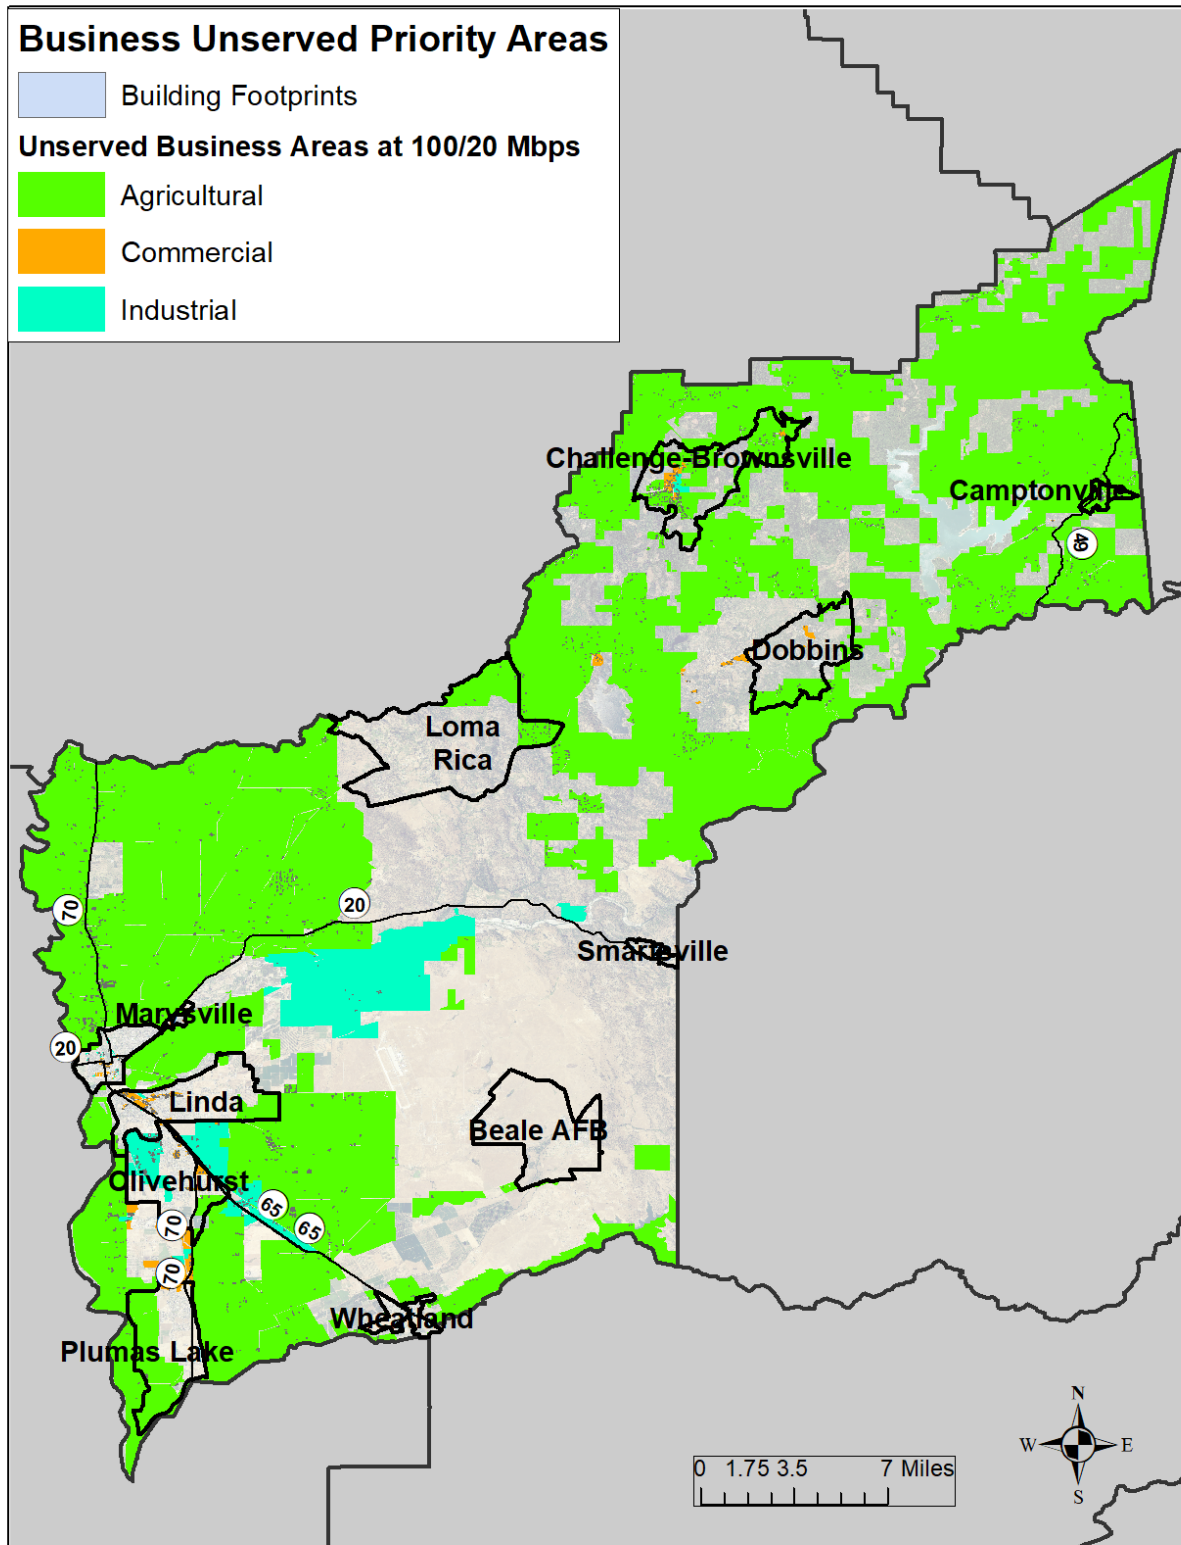 Business Unserved Priority Areas
Building Footprints
Unserved Business Areas at 100/20 Mbps
Agricultural
Commercial
Industrial
Challenge-Brownsville
Camptonville
49
Dobbins
Loma
Rica
70
20
Smartsville
Marysville
20
Linda
Beale AFB
Olivehurst
65
65
70
70
Wheatland
Plumas Lake
N
W
E
S
0 1.75 3.5 7 Miles